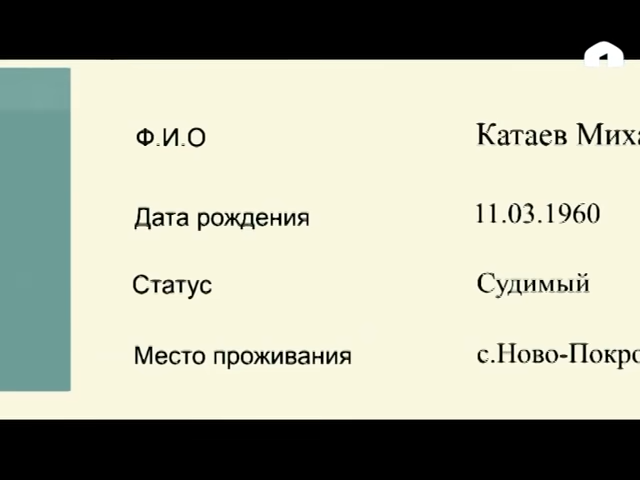 Ф.И.О Катаев Миха
Дата рождения 11.03.1960
Статус Судимый
Место проживания с.Ново-Покро